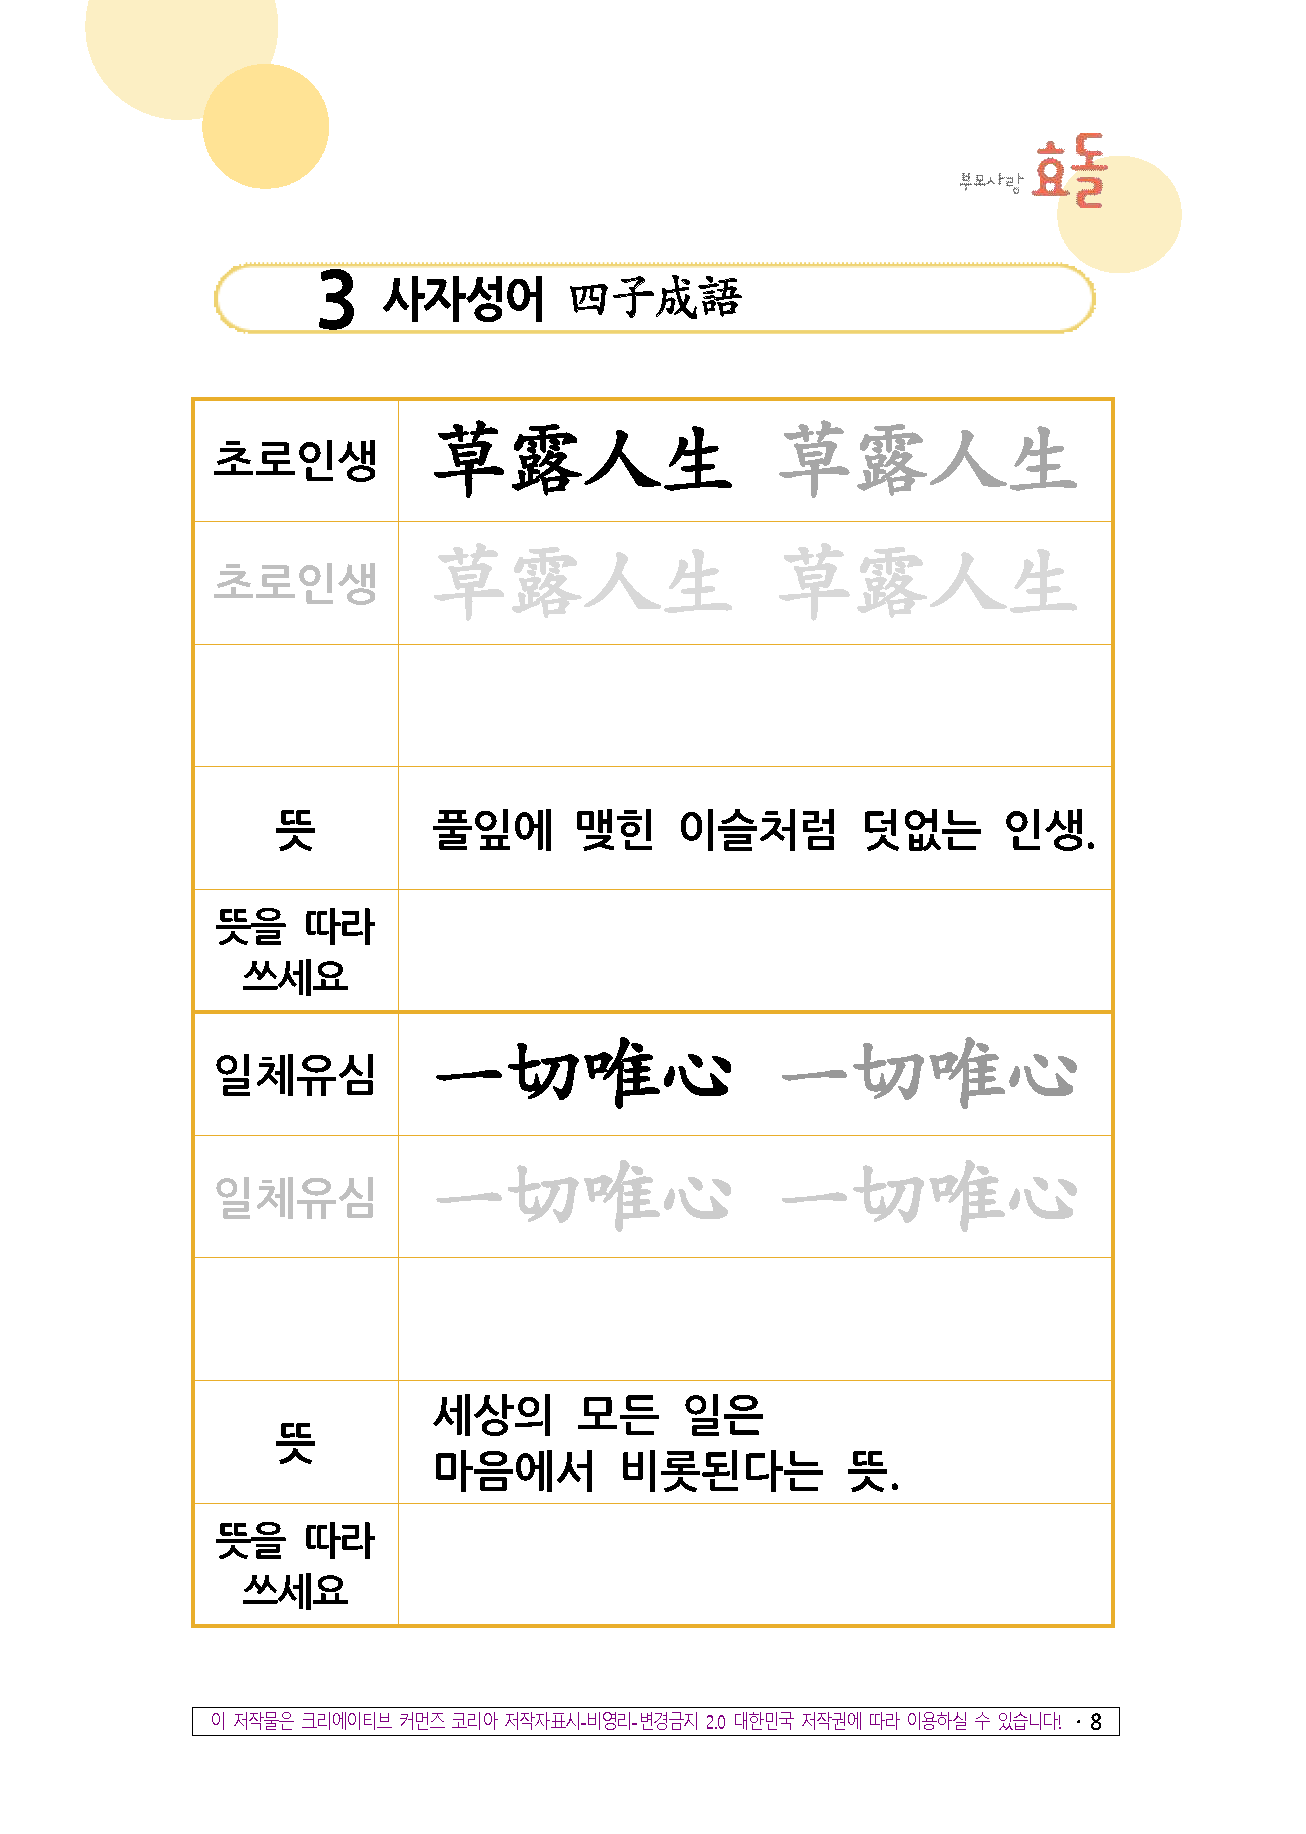 부모사랑 효돌
3 사자성어 四子成語
초로인생 草露人生 草露人生
초로인생 草露人生 草露人生
뜻 풀잎에 맺힌 이슬처럼 덧없는 인생.
뜻을 따라
쓰세요
일체유심 一切唯心 一切唯心
일체유심 一切唯心 一切唯心
뜻 세상의 모든 일은
마음에서 비롯된다는 뜻.
뜻을 따라
쓰세요
이 저작물은 크리에이티브 커먼즈 코리아 저작자표시-비영리-변경금지 2.0 대한민국 저작권에 따라 이용하실 수 있습니다! · 8